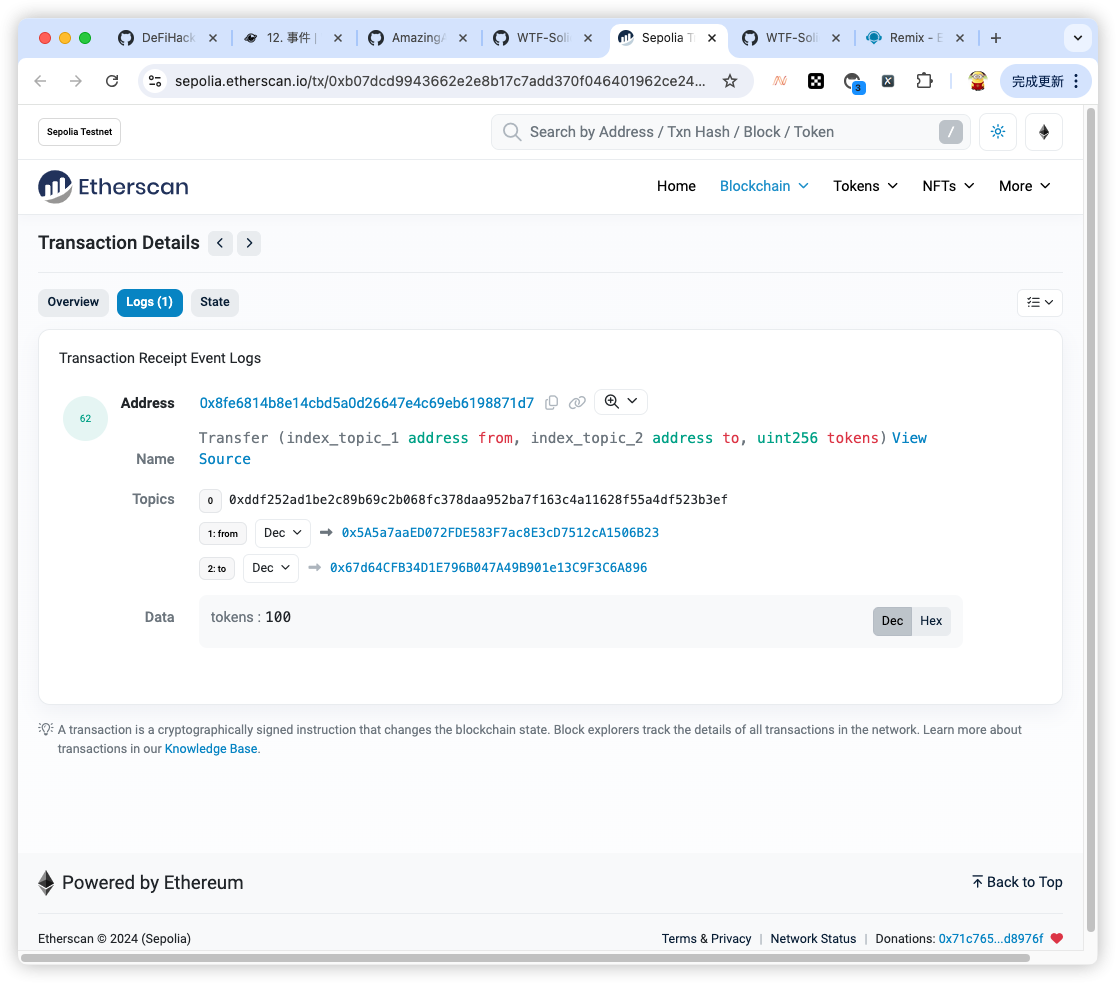 DeFiHack
12. 事件 |
Amazing
WTF-Soli
Sepolia T
WTF-Soli
Remix - E
sepolia.etherscan.io/tx/0xb07dcd9943662e2e8b17c7add370f046401962ce24...
3
完成更新
Sepolia Testnet
Search by Address / Txn Hash / Block / Token
/
Etherscan
Home
Blockchain
Tokens
NFTs
More
Transaction Details
Overview
Logs (1)
State
Transaction Receipt Event Logs
62
Address
0x8fe6814b8e14cbd5a0d26647e4c69eb6198871d7
Name
Transfer (index_topic_1 address from, index_topic_2 address to, uint256 tokens) View
Source
Topics
0
0xddf252ad1be2c89b69c2b068fc378daa952ba7f163c4a11628f55a4df523b3ef
1: from
Dec
0x5A5a7aaED072FDE583F7ac8E3cD7512cA1506B23
2: to
Dec
0x67d64CFB34D1E796B047A49B901e13C9F3C6A896
Data
tokens : 100
Dec
Hex
A transaction is a cryptographically signed instruction that changes the blockchain state. Block explorers track the details of all transactions in the network. Learn more about
transactions in our Knowledge Base.
Powered by Ethereum
Back to Top
Etherscan © 2024 (Sepolia)
Terms & Privacy
|
Network Status
|
Donations: 0x71c765...d8976f